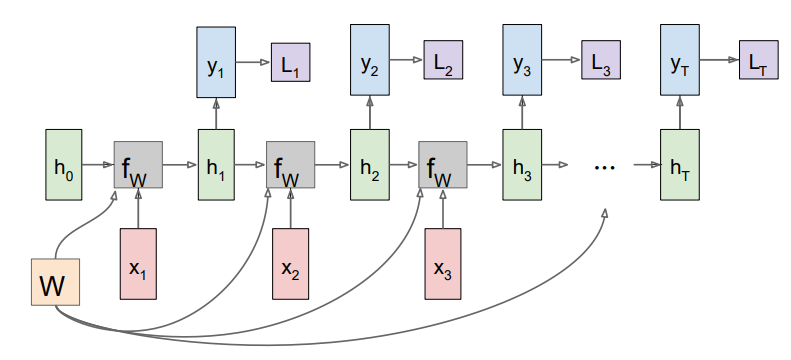 y1 L1 y2 L2 y3 L3 yT LT
h0 fW h1 fW h2 fW h3 ... hT
x1 x2 x3
W